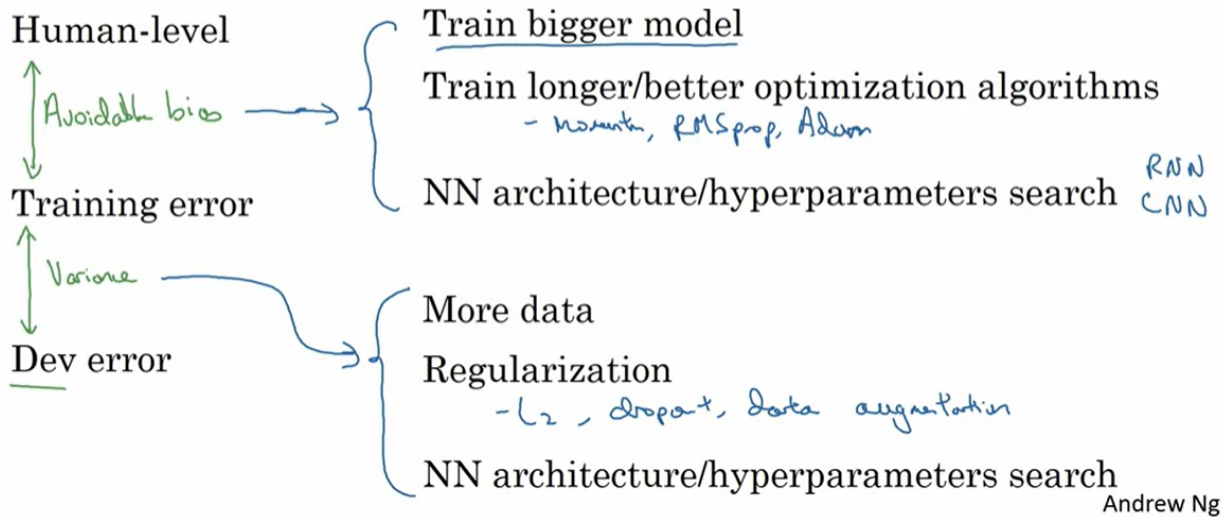 Human-level
Train bigger model
Avoidable bias
Train longer/better optimization algorithms
- Momentum, RMSprop, Adam
Training error
NN architecture/hyperparameters search
RNN
CNN
Variance
More data
Dev error
Regularization
- L2, dropout, data augmentation
NN architecture/hyperparameters search
Andrew Ng